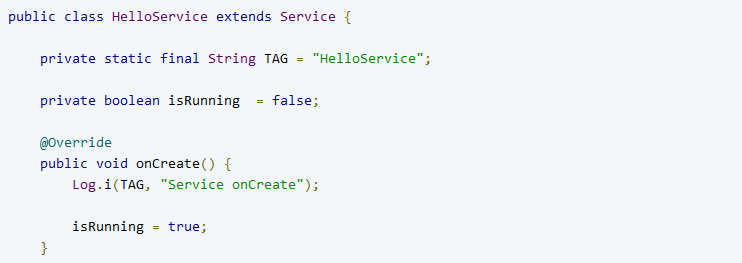 public class HelloService extends Service {
private static final String TAG = "HelloService";
private boolean isRunning  = false;
@Override
public void onCreate() {
Log.i(TAG, "Service onCreate");
isRunning = true;
}